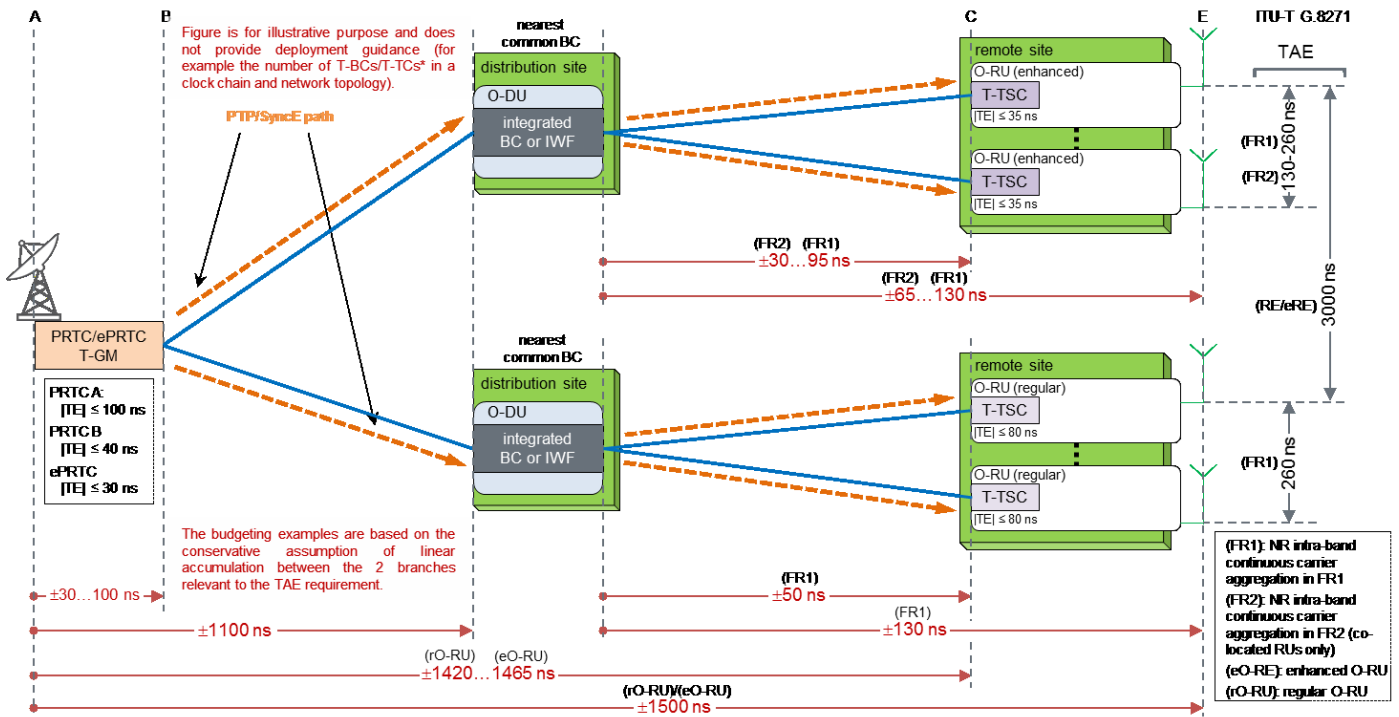 A
B
nearest
common BC
C
E
ITU-T G.8271
Figure is for illustrative purpose and does
not provide deployment guidance (for
example the number of T-BCs/T-TCs* in a
clock chain and network topology).
PTP/SyncE path
distribution site
O-DU
integrated
BC or IWF
remote site
O-RU (enhanced)
T-TSC
|TE| ≤ 35 ns
O-RU (enhanced)
T-TSC
|TE| ≤ 35 ns
TAE
(FR1)
(FR2)
130-260 ns
(RE/eRE)
3000 ns
(FR2) (FR1)
±30…95 ns
(FR2) (FR1)
±65…130 ns
PRTC/ePRTC
T-GM
PRTC A:
|TE| ≤ 100 ns
PRTC B
|TE| ≤ 40 ns
ePRTC
|TE| ≤ 30 ns
nearest
common BC
distribution site
O-DU
integrated
BC or IWF
remote site
O-RU (regular)
T-TSC
|TE| ≤ 80 ns
O-RU (regular)
T-TSC
|TE| ≤ 80 ns
(FR1)
260 ns
The budgeting examples are based on the
conservative assumption of linear
accumulation between the 2 branches
relevant to the TAE requirement.
±30…100 ns
(FR1)
±50 ns
±1100 ns
(FR1)
±130 ns
(rO-RU) (eO-RU)
±1420…1465 ns
(rO-RU)/(eO-RU)
±1500 ns
(FR1): NR intra-band
continuous carrier
aggregation in FR1
(FR2): NR intra-band
continuous carrier
aggregation in FR2 (co-
located RUs only)
(eO-RE): enhanced O-RU
(rO-RU): regular O-RU